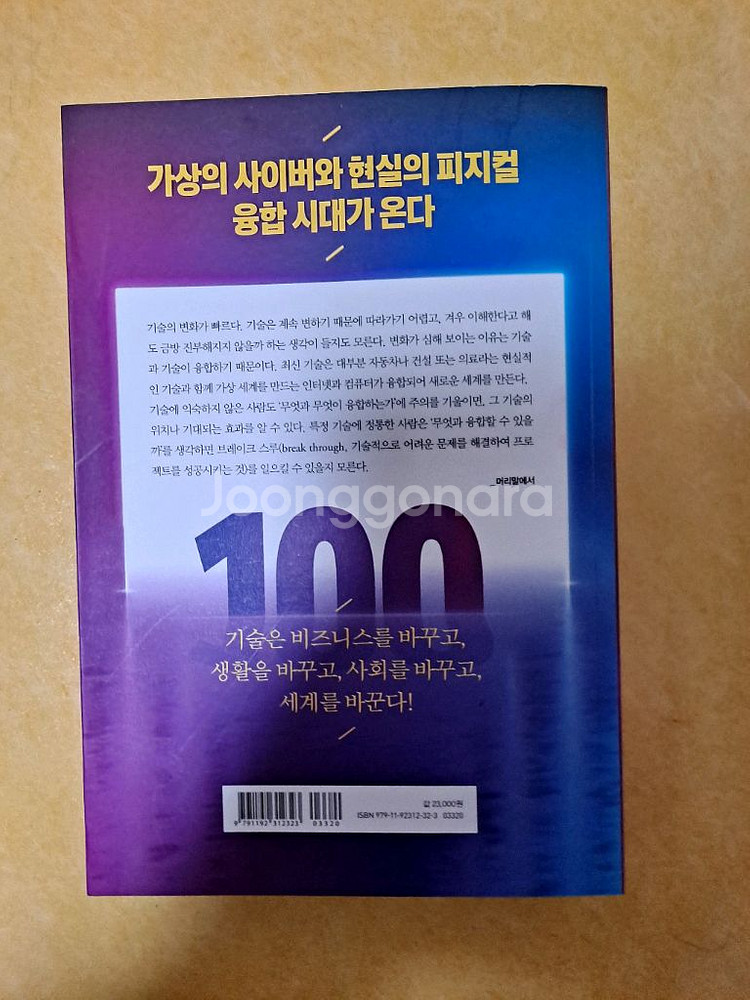 가상의 사이버와 현실의 피지컬
융합 시대가 온다
기술의 변화가 빠르다. 기술은 계속 변하기 때문에 따라가기 어렵고, 겨우 이해한다고 해
도 금방 진부해지지 않을까 하는 생각이 들지도 모른다. 변화가 심해 보이는 이유는 기술
과 기술이 융합하기 때문이다. 최신 기술은 대부분 자동차나 건설 또는 의료라는 현실적
인 기술과 함께 가상 세계를 만드는 인터넷과 컴퓨터가 융합되어 새로운 세계를 만든다.
기술에 익숙하지 않은 사람도 '무엇과 무엇이 융합하는가'에 주의를 기울이면, 그 기술의
위치나 기대되는 효과를 알 수 있다. 특정 기술에 정통한 사람은 '무엇과 융합할 수 있을
까'를 생각하면 브레이크 스루(break through, 기술적으로 어려운 문제를 해결하여 프로
젝트를 성공시키는 것)를 일으킬 수 있을지 모른다.
_머리말에서
Joonggonara
100
기술은 비즈니스를 바꾸고,
생활을 바꾸고, 사회를 바꾸고,
세계를 바꾼다!
값 23,000원
ISBN 979-11-92312-32-3 03320
9 791192 312323 03320